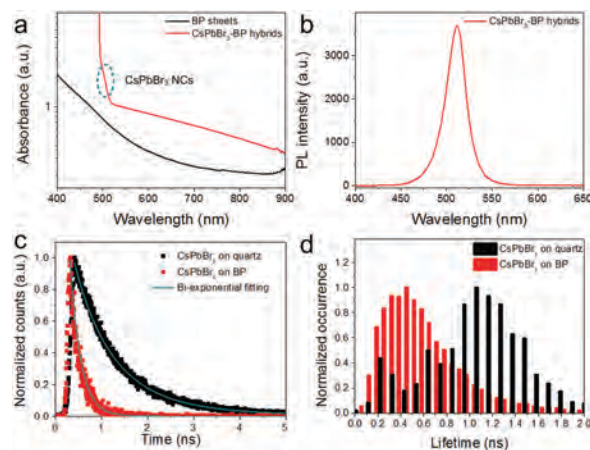 a
BP sheets
CsPbBr3-BP hybrids
CsPbBr3 NCs
Absorbance (a.u.)
1
400 500 600 700 800 900
Wavelength (nm)
b
CsPbBr3-BP hybrids
PL intensity (a.u.)
3000
2000
1000
0
400 450 500 550 600 650
Wavelength (nm)
c
CsPbBr3 on quartz
CsPbBr3 on BP
Bi-exponential fitting
Normalized counts (a.u.)
1.0
0.8
0.6
0.4
0.2
0.0
0 1 2 3 4 5
Time (ns)
d
CsPbBr3 on quartz
CsPbBr3 on BP
Normalized occurrence
1.2
1.0
0.8
0.6
0.4
0.2
0.0
0.0 0.2 0.4 0.6 0.8 1.0 1.2 1.4 1.6 1.8 2.0
Lifetime (ns)